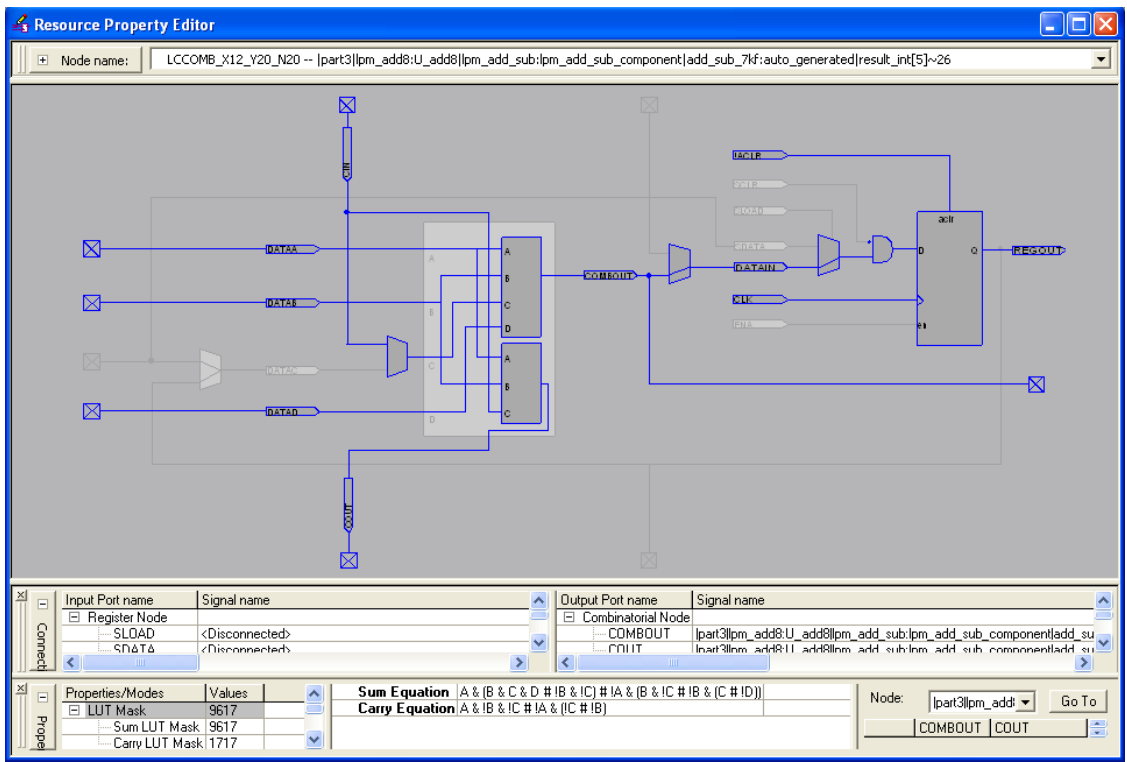 Resource Property Editor
Node name: LCCOMB_X12_Y20_N20 -- |part3|lpm_add8:U_add8|lpm_add_sub:lpm_add_sub_component|add_sub_7kf:auto_generated|result_int[5]~26
CIN
!ACLR
SCLR
SLOAD
SDATA
aclr
DATAA
A
A
B
COMBOUT
DATAIN
D
Q
REGOUT
DATAB
B
C
CLK
D
ENA
en
A
C
DATAC
B
DATAD
D
C
COUT
Input Port name Signal name
Register Node
SLOAD <Disconnected>
SDATA <Disconnected>
Output Port name Signal name
Combinatorial Node
COMBOUT |part3|lpm_add8:U_add8|lpm_add_sub:lpm_add_sub_component|add_su
COUT |part3|lpm_add8:U_add8|lpm_add_sub:lpm_add_sub_component|add_su
Connecti
Properties/Modes Values
LUT Mask 9617
Sum LUT Mask 9617
Carry LUT Mask 1717
Prope
Sum Equation A & (B & C & D # !B & !C) # !A & (B & !C # !B & (C # !D))
Carry Equation A & !B & !C # !A & (!C # !B)
Node: |part3|lpm_add8 Go To
COMBOUT COUT